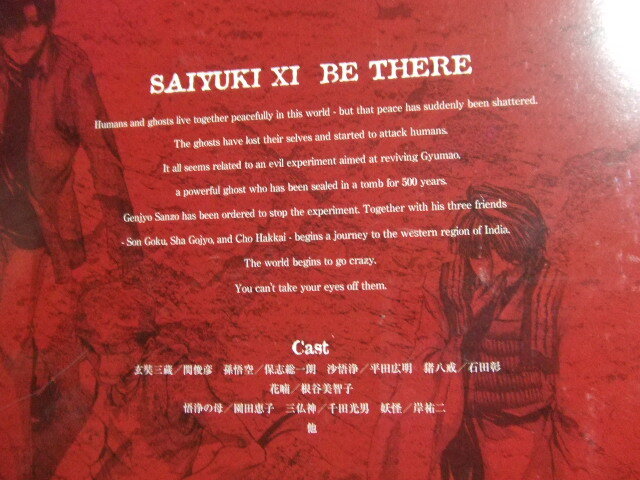 SAIYUKI XI BE THERE
Humans and ghosts live together peacefully in this world - but that peace has suddenly been shattered.
The ghosts have lost their selves and started to attack humans.
It all seems related to an evil experiment aimed at reviving Gyumao.
a powerful ghost who has been sealed in a tomb for 500 years.
Genjyo Sanzo has been ordered to stop the experiment. Together with his three friends
- Son Goku, Sha Gojyo, and Cho Hakkai - begins a journey to the western region of India.
The world begins to go crazy.
You can't take your eyes off them.
Cast
玄奘三蔵／関俊彦 孫悟空／保志総一朗 沙悟浄／平田広明 猪八戒／石田彰
花喃／根谷美智子
悟浄の母／園田恵子 三仏神／千田光男 妖怪／岸祐二
他